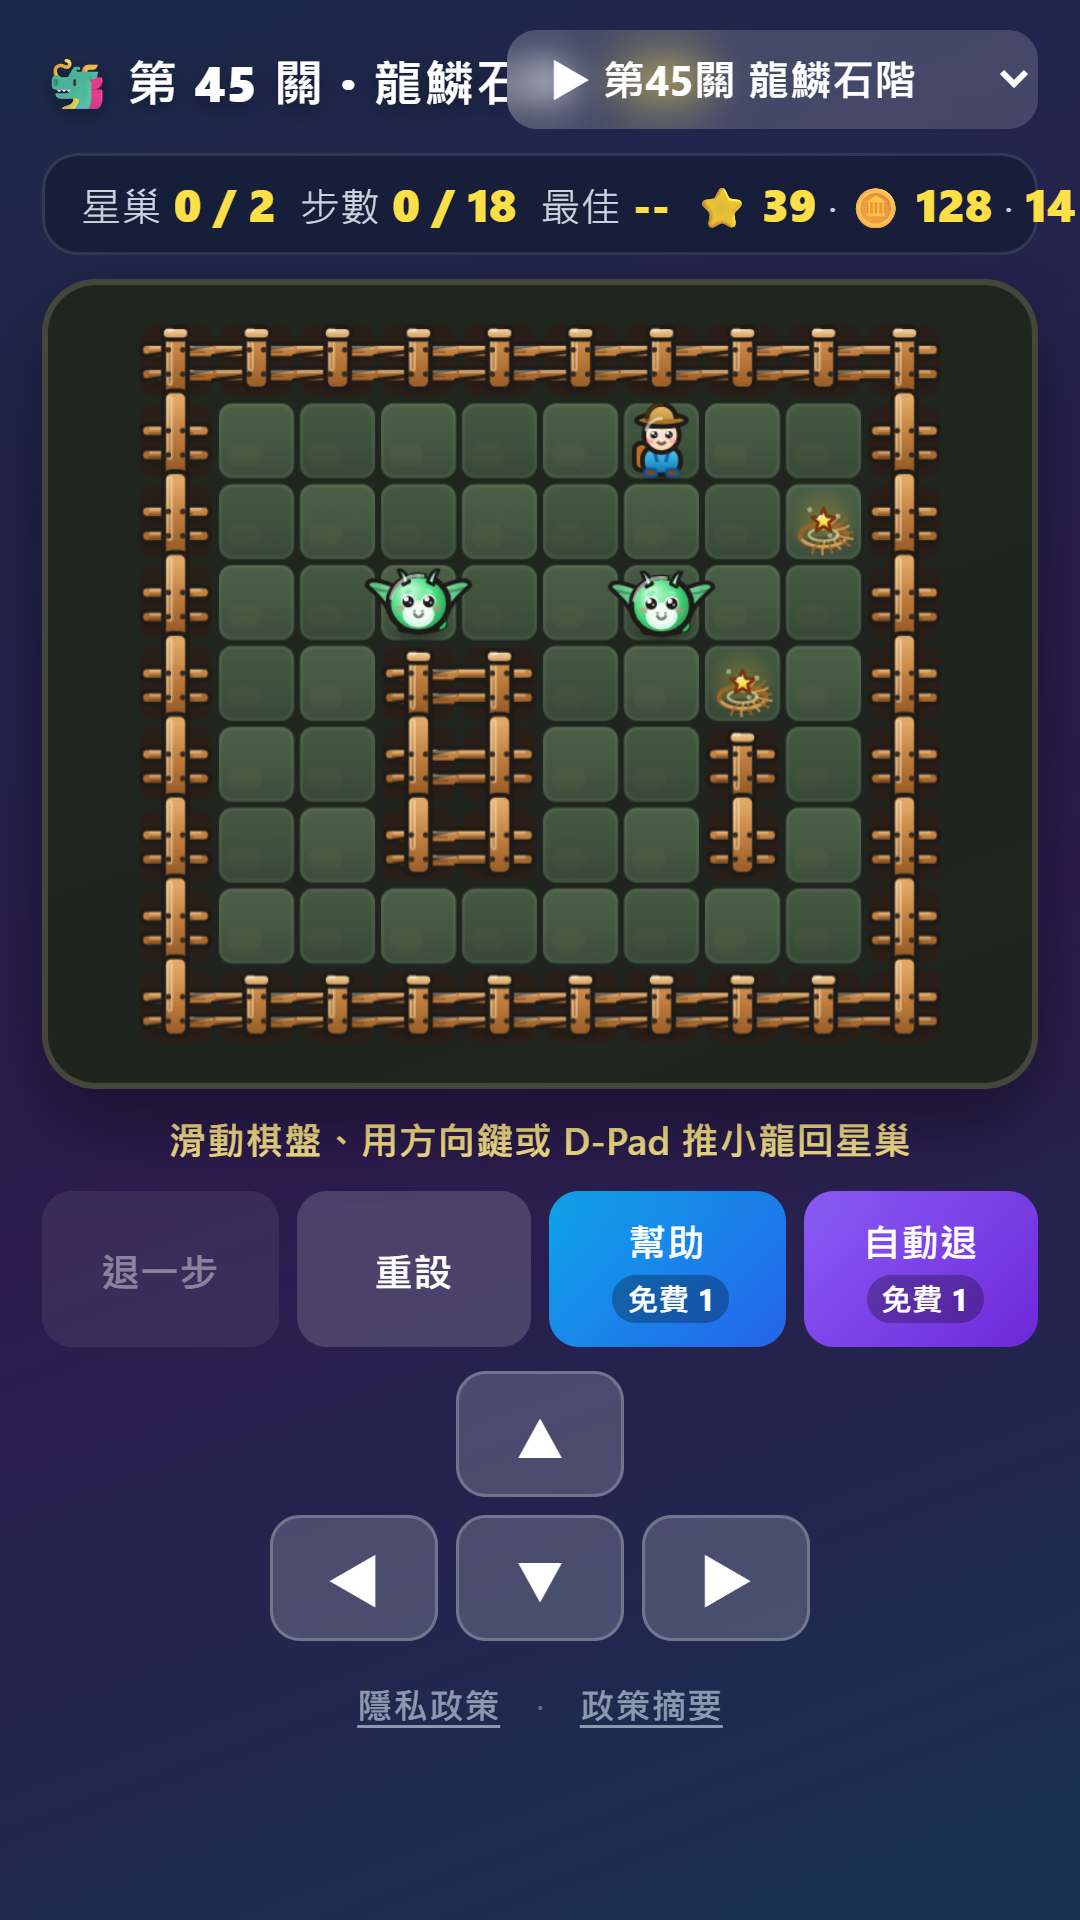 第 45 關・龍鱗石
▶ 第45關 龍鱗石階
星巢 0 / 2 步數 0 / 18 最佳 -- ⭐ 39 · 128 · 14
滑動棋盤、用方向鍵或 D-Pad 推小龍回星巢
退一步
重設
幫助
免費 1
自動退
免費 1
▲
◀ ▼ ▶
隱私政策 · 政策摘要